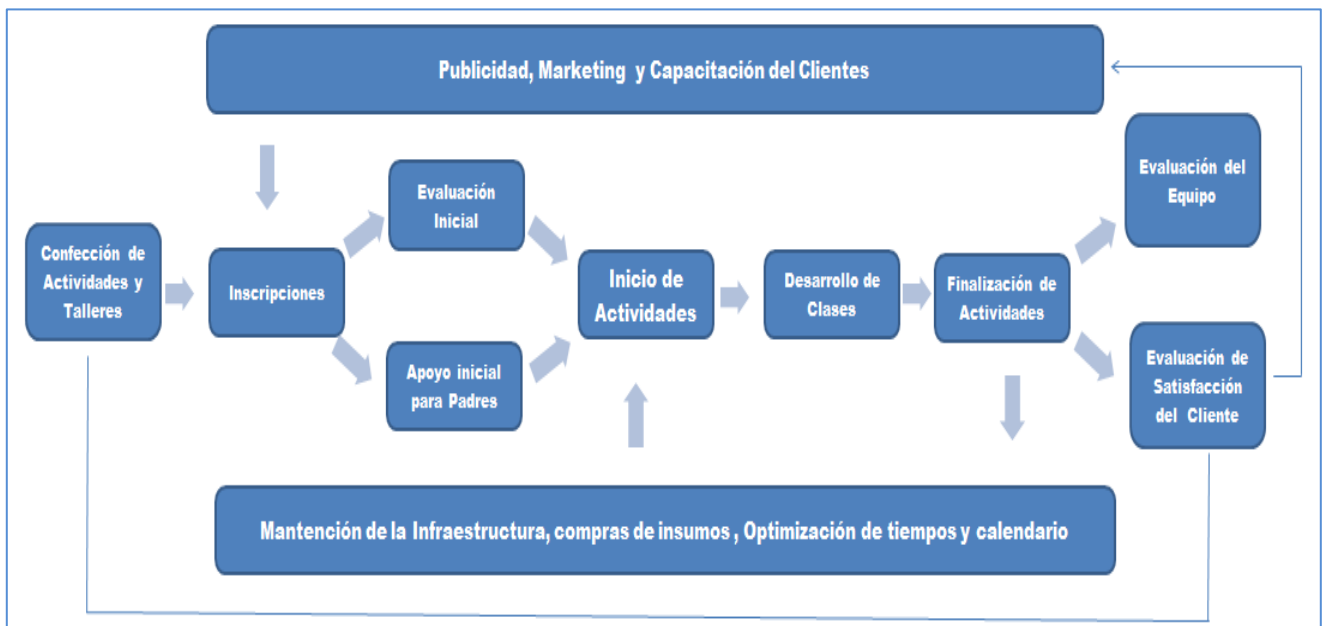 Publicidad, Marketing y Capacitación del Clientes
Confección de
Actividades y
Talleres
Inscripciones
Evaluación
Inicial
Apoyo inicial
para Padres
Inicio de
Actividades
Desarrollo de
Clases
Finalización de
Actividades
Evaluación del
Equipo
Evaluación de
Satisfacción
del Cliente
Mantención de la Infraestructura, compras de insumos , Optimización de tiempos y calendario